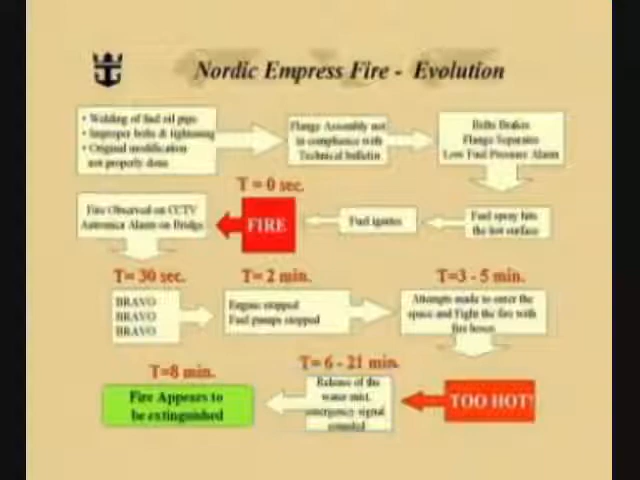 Nordic Empress Fire - Evolution
• Welding of fuel oil pipe
• Improper bolts & tightening
• Original modification
not properly done
Flange Assembly not
in compliance with
Technical bulletin
Bolts Brakes
Flange Separates
Low Fuel Pressure Alarm
T = 0 sec.
Fire Observed on CCTV
Autronica Alarm on Bridge
FIRE
Fuel ignites
Fuel spray hits
the hot surface
T= 30 sec.
T= 2 min.
T=3 - 5 min.
BRAVO
BRAVO
BRAVO
Engine stopped
Fuel pumps stopped
Attempts made to enter the
space and Fight the fire with
fire hoses
T=8 min.
T= 6 - 21 min.
Fire Appears to
be extinguished
Release of the
water mist,
emergency signal
sounded
TOO HOT!